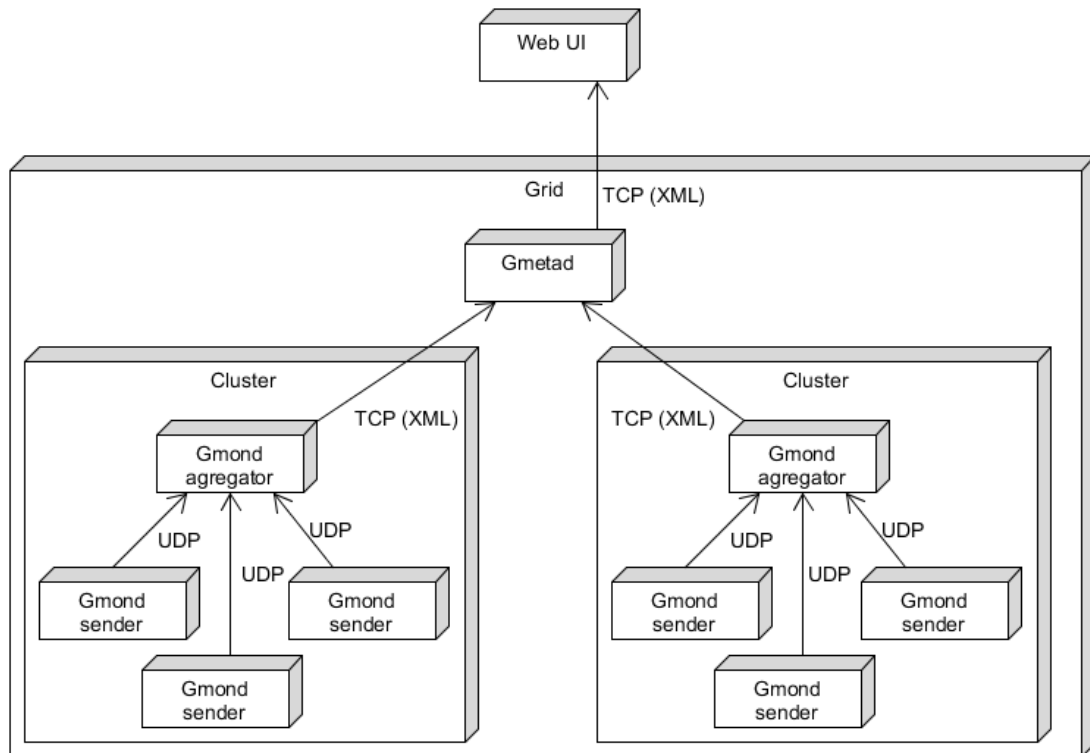 Web UI
Grid
TCP (XML)
Gmetad
Cluster
Cluster
TCP (XML)
TCP (XML)
Gmond
agregator
Gmond
agregator
UDP
UDP
UDP
UDP
UDP
UDP
Gmond
sender
Gmond
sender
Gmond
sender
Gmond
sender
Gmond
sender
Gmond
sender